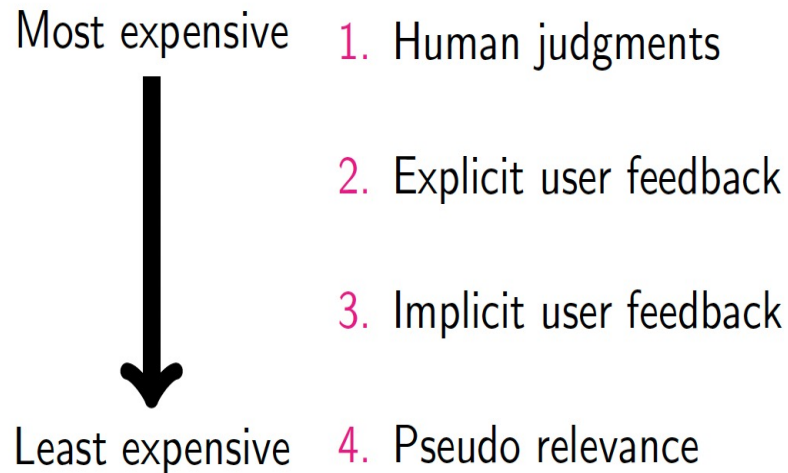 Most expensive
1. Human judgments
2. Explicit user feedback
3. Implicit user feedback
Least expensive
4. Pseudo relevance